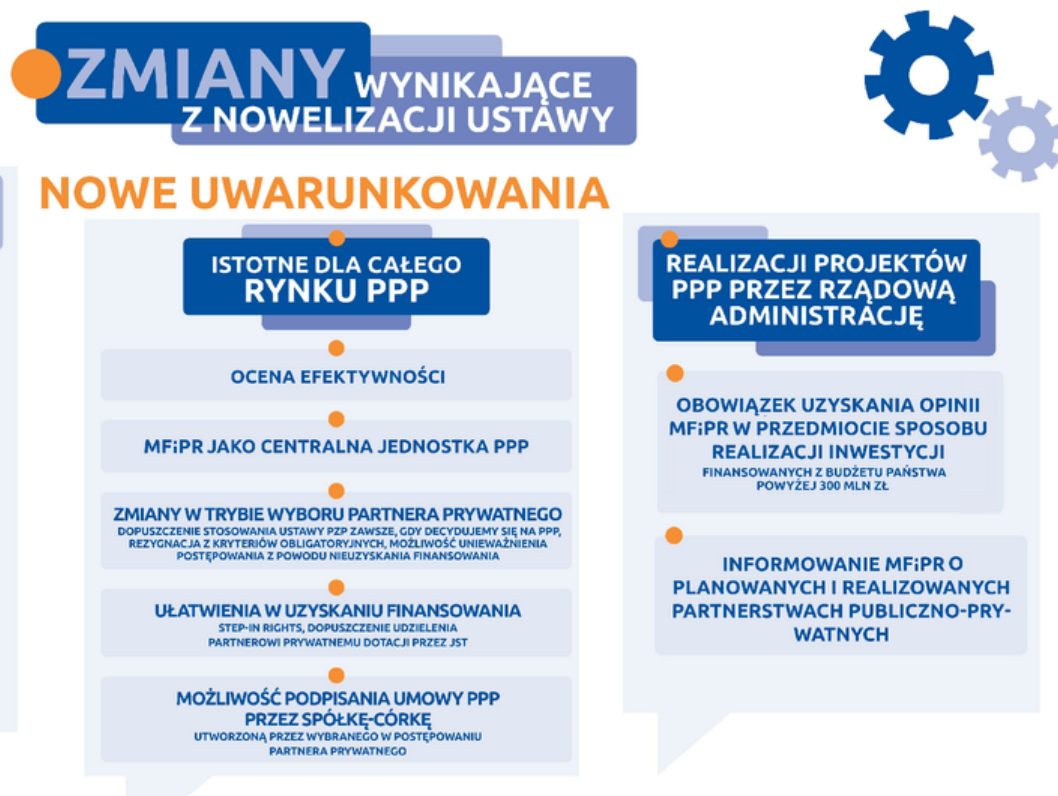 ZMIANY WYNIKAJĄCE
Z NOWELIZACJI USTAWY
NOWE UWARUNKOWANIA
ISTOTNE DLA CAŁEGO
RYNKU PPP
OCENA EFEKTYWNOŚCI
MFiPR JAKO CENTRALNA JEDNOSTKA PPP
ZMIANY W TRYBIE WYBORU PARTNERA PRYWATNEGO
DOPUSZCZENIE STOSOWANIA USTAWY PZP ZAWSZE, GDY DECYDUJEMY SIĘ NA PPP,
REZYGNACJA Z KRYTERIÓW OBLIGATORYJNYCH, MOŻLIWOŚĆ UNIEWAŻNIENIA
POSTĘPOWANIA Z POWODU NIEUZYSKANIA FINANSOWANIA
UŁATWIENIA W UZYSKANIU FINANSOWANIA
STEP-IN RIGHTS, DOPUSZCZENIE UDZIELENIA
PARTNEROWI PRYWATNEMU DOTACJI PRZEZ JST
MOŻLIWOŚĆ PODPISANIA UMOWY PPP
PRZEZ SPÓŁKĘ-CÓRKĘ
UTWORZONĄ PRZEZ WYBRANEGO W POSTĘPOWANIU
PARTNERA PRYWATNEGO
REALIZACJI PROJEKTÓW
PPP PRZEZ RZĄDOWĄ
ADMINISTRACJĘ
OBOWIĄZEK UZYSKANIA OPINII
MFiPR W PRZEDMIOCIE SPOSOBU
REALIZACJI INWESTYCJI
FINANSOWANYCH Z BUDŻETU PAŃSTWA
POWYŻEJ 300 MLN ZŁ
INFORMOWANIE MFiPR O
PLANOWANYCH I REALIZOWANYCH
PARTNERSTWACH PUBLICZNO-PRY-
WATNYCH